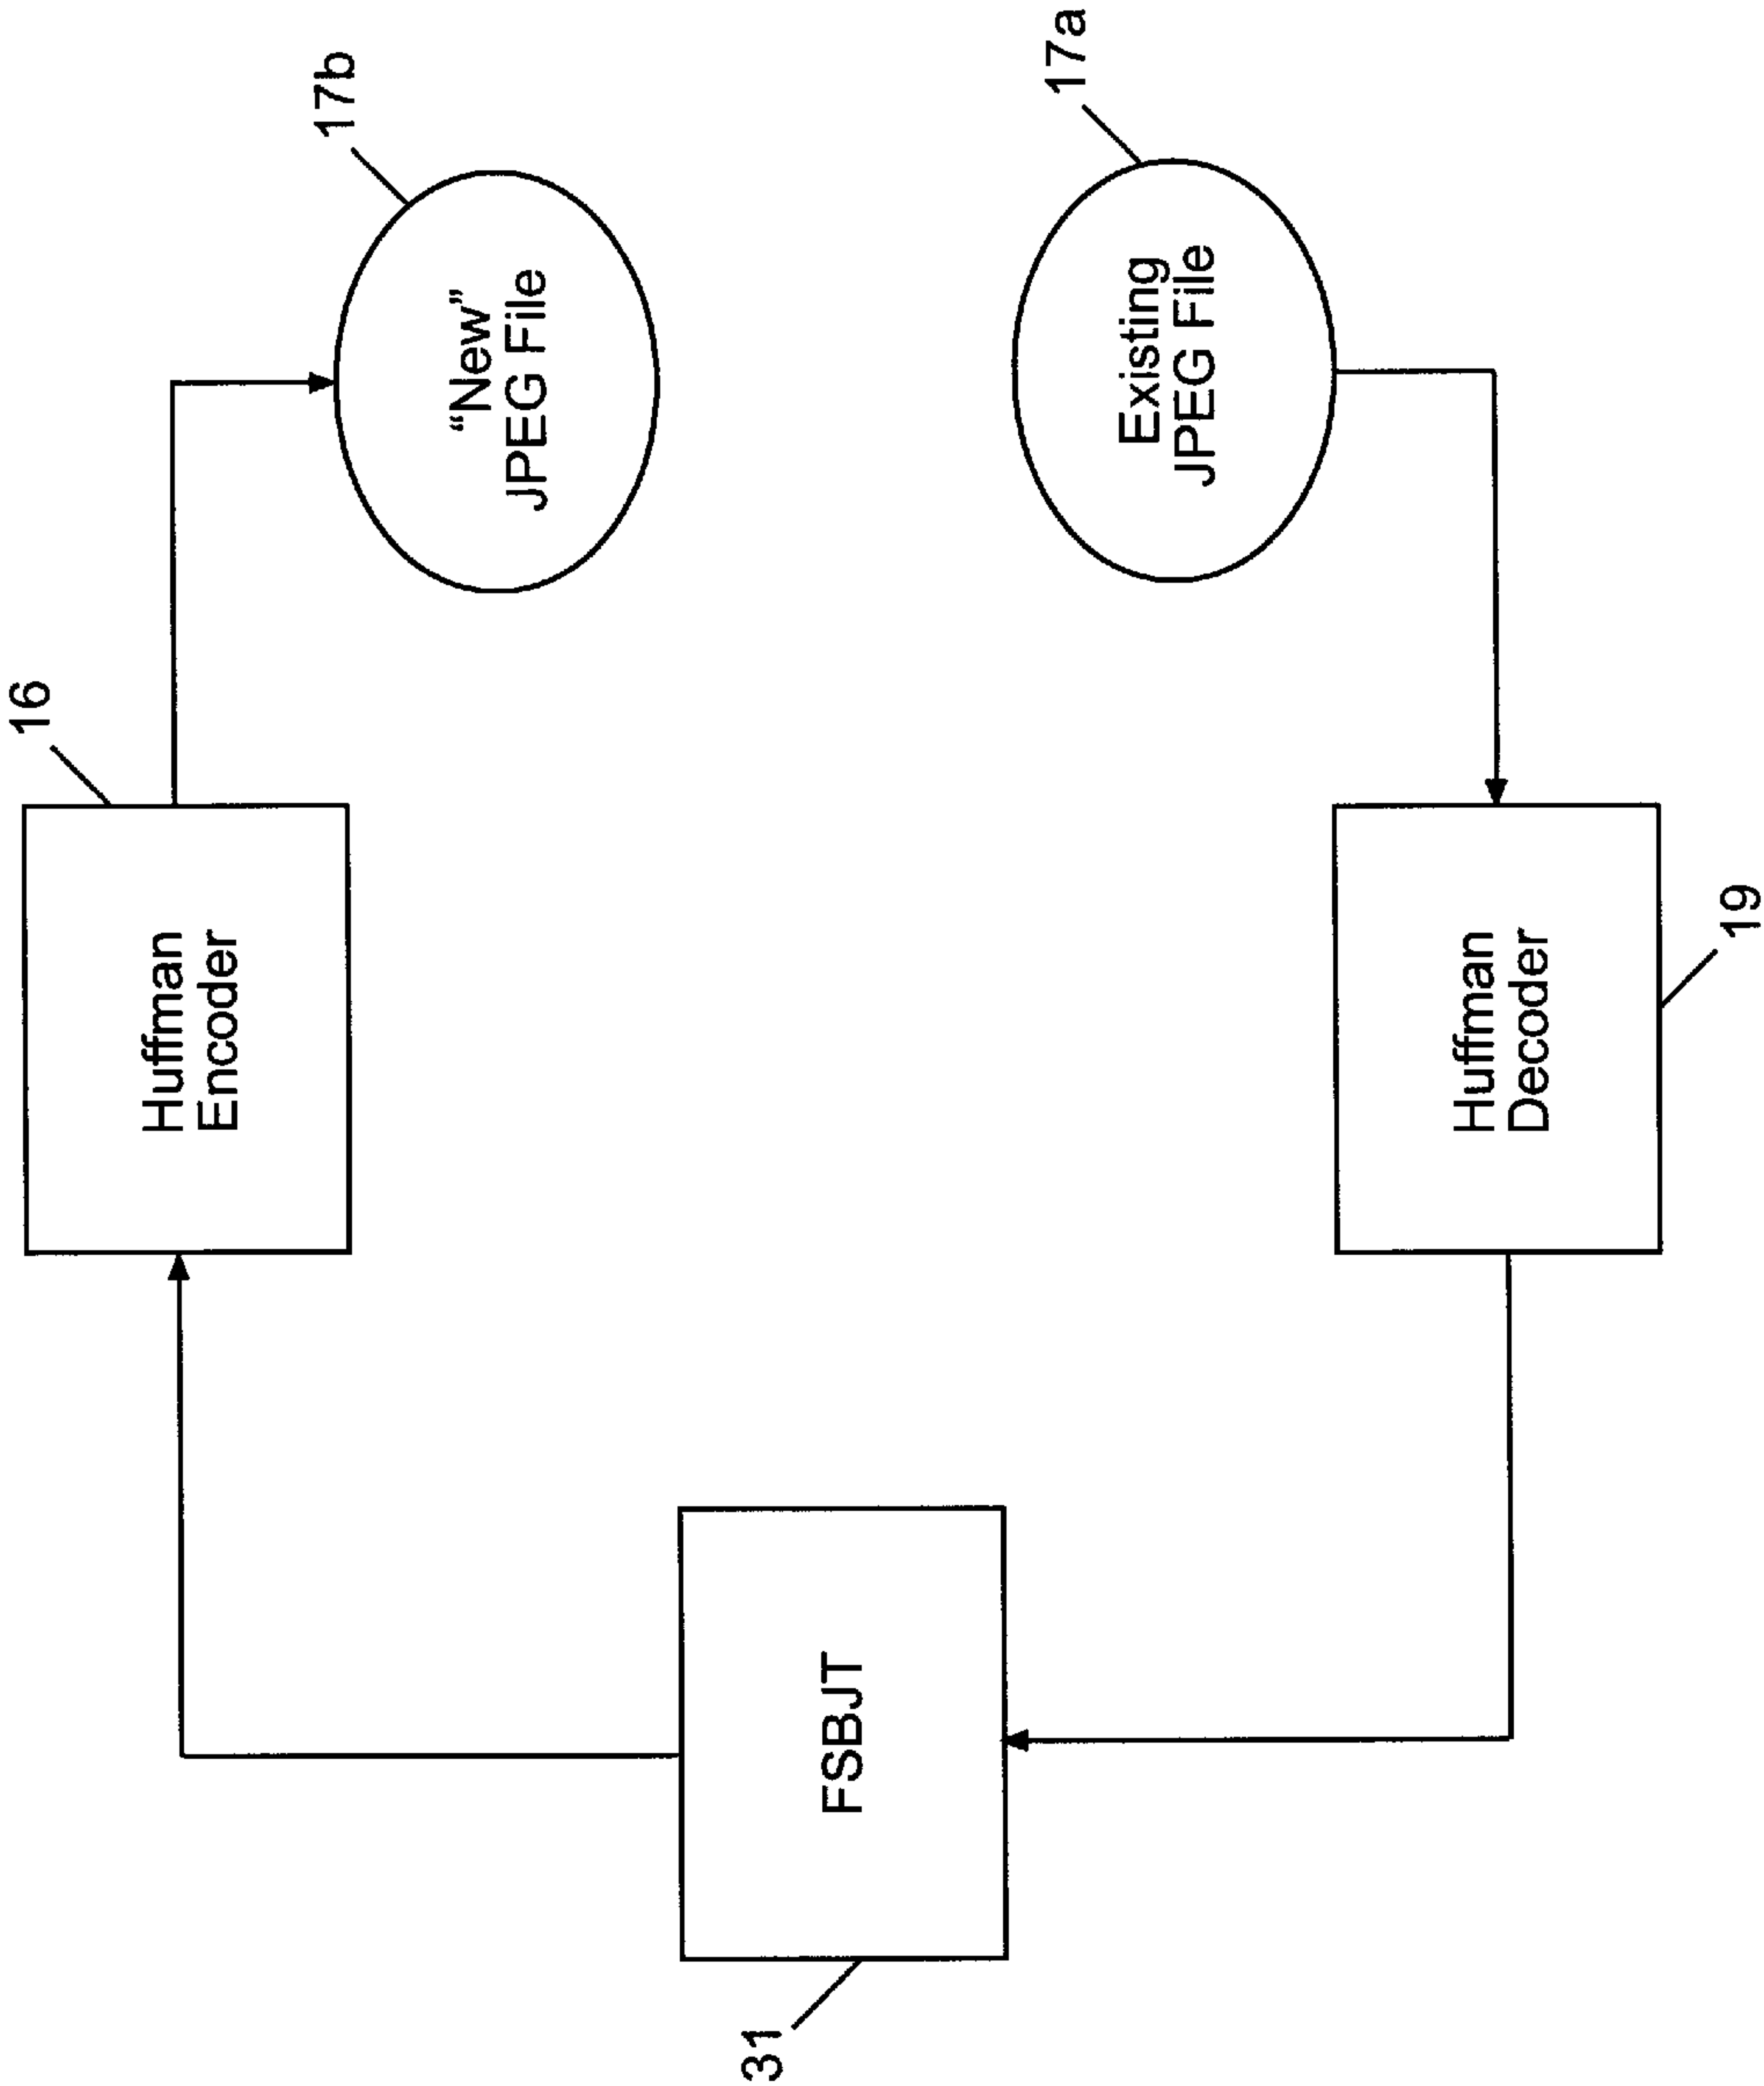 31
FSBJT
16
Huffman
Encoder
Huffman
Decoder
19
17b
“New”
JPEG File
Existing
JPEG File
17a